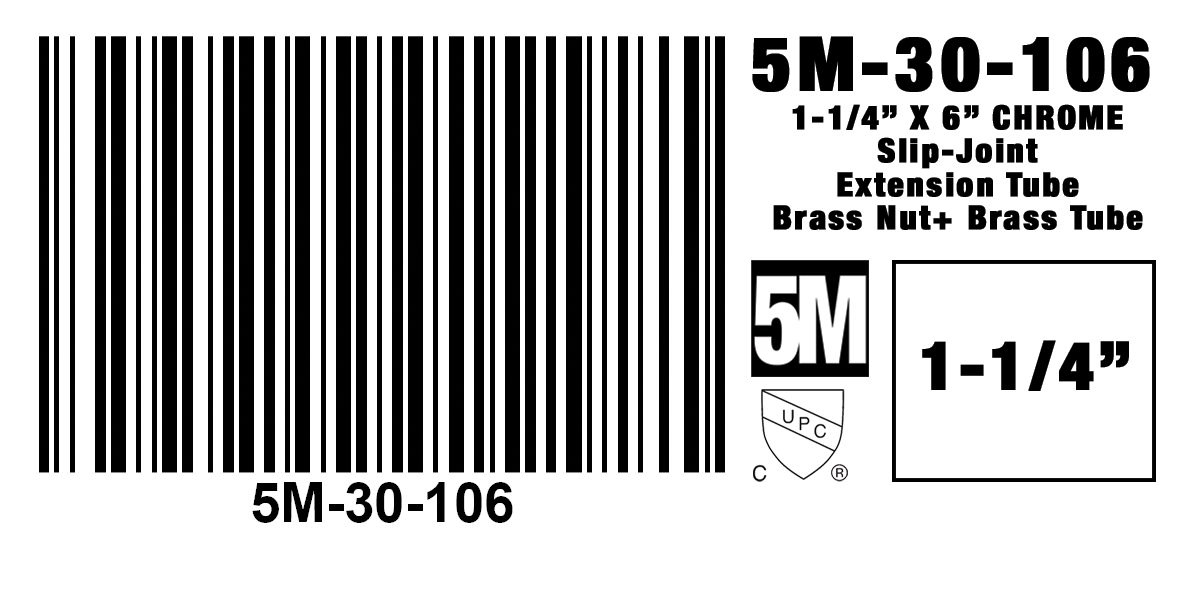 5M-30-106
5M-30-106
1-1/4” X 6” CHROME
Slip-Joint
Extension Tube
Brass Nut+ Brass Tube
5M
1-1/4”
UPC
C ®